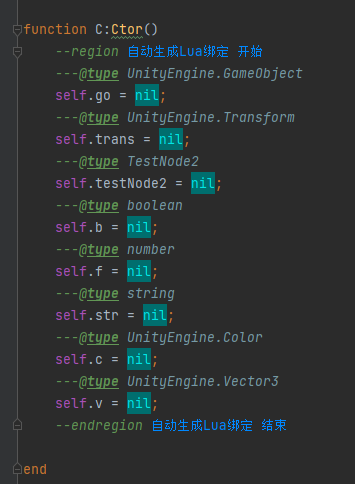 function C:Ctor()
--region 自动生成Lua绑定 开始
---@type UnityEngine.GameObject
self.go = nil;
---@type UnityEngine.Transform
self.trans = nil;
---@type TestNode2
self.testNode2 = nil;
---@type boolean
self.b = nil;
---@type number
self.f = nil;
---@type string
self.str = nil;
---@type UnityEngine.Color
self.c = nil;
---@type UnityEngine.Vector3
self.v = nil;
--endregion 自动生成Lua绑定 结束
end